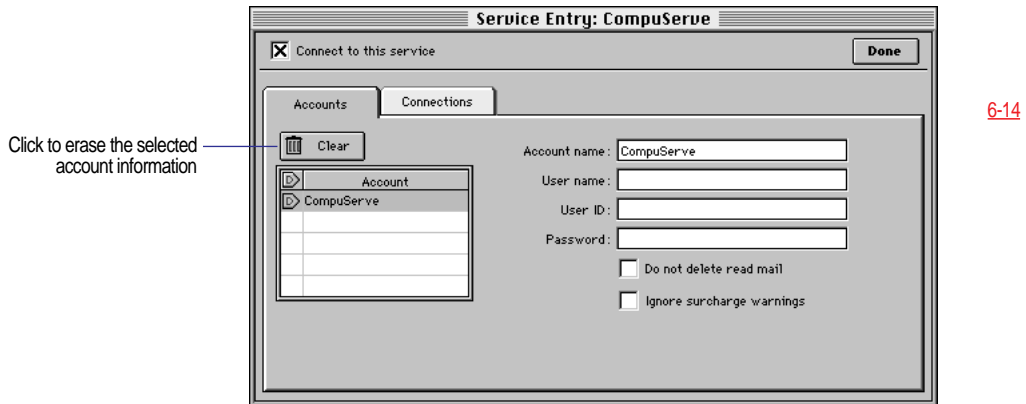 Service Entry: CompuServe
Connect to this service
Done
Accounts
Connections
6-14
Click to erase the selected
account information
Clear
D Account
D CompuServe
Account name: CompuServe
User name:
User ID:
Password:
Do not delete read mail
Ignore surcharge warnings